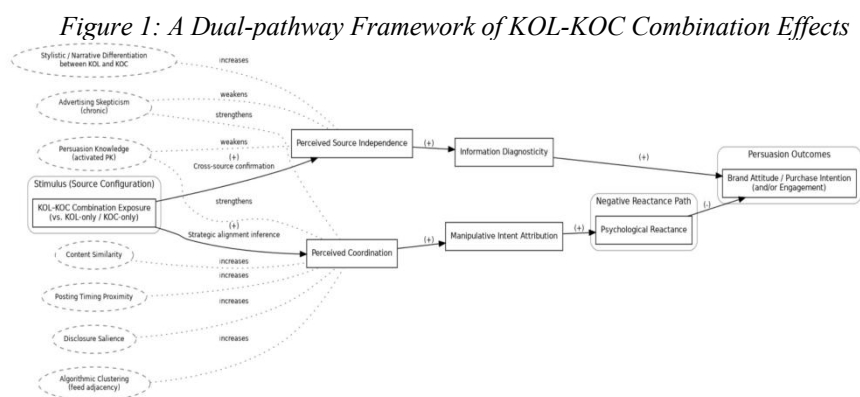 Figure 1: A Dual-pathway Framework of KOL-KOC Combination Effects
Stylistic / Narrative Differentiation
between KOL and KOC
increases
Advertising Skepticism
(chronic)
weakens
strengthens
Persuasion Knowledge
(activated PK)
weakens
Perceived Source Independence
(+)
Information Diagnosticity
(+)
Cross-source confirmation
(+)
Stimulus (Source Configuration)
KOL-KOC Combination Exposure
(vs. KOL-only / KOC-only)
strengthens
(+)
Strategic alignment inference
Persuasion Outcomes
Brand Attitude / Purchase Intention
(and/or Engagement)
Negative Reactance Path
(-)
Perceived Coordination
(+)
Manipulative Intent Attribution
(+)
Psychological Reactance
Content Similarity
increases
increases
Posting Timing Proximity
increases
Disclosure Salience
increases
Algorithmic Clustering
(feed adjacency)